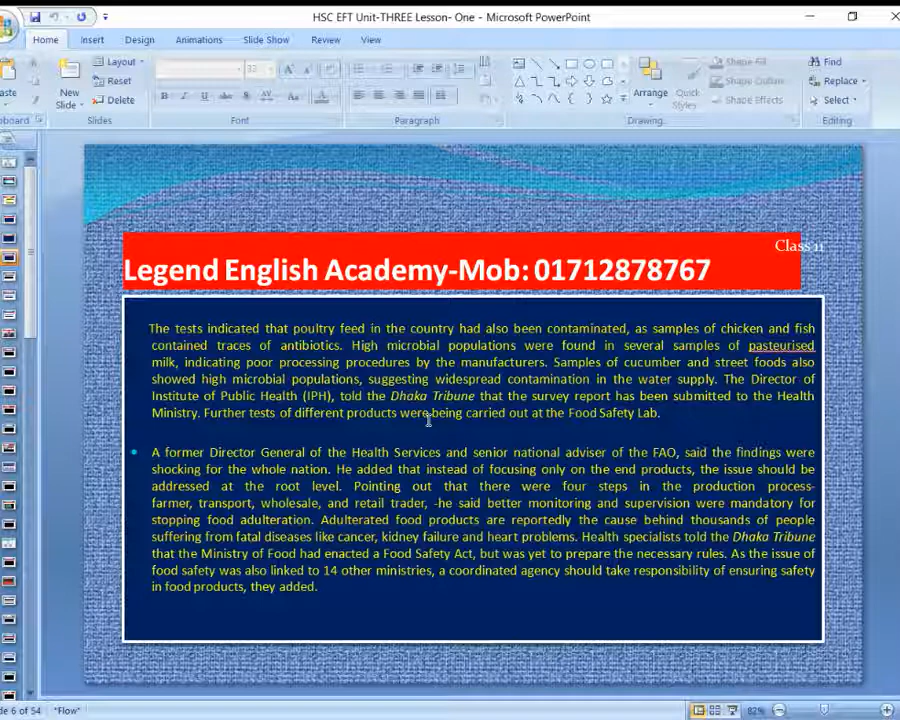 HSC EFT Unit-THREE Lesson- One - Microsoft PowerPoint
Home Insert Design Animations Slide Show Review View
Layout
Reset
New
Slide
Delete
Slides
Font
Paragraph
Arrange
Quick
Styles
Shape Fill
Shape Outline
Shape Effects
Drawing
Find
Replace
Select
Editing
Class 11
Legend English Academy-Mob: 01712878767
The tests indicated that poultry feed in the country had also been contaminated, as samples of chicken and fish
contained traces of antibiotics. High microbial populations were found in several samples of pasteurised
milk, indicating poor processing procedures by the manufacturers. Samples of cucumber and street foods also
showed high microbial populations, suggesting widespread contamination in the water supply. The Director of
Institute of Public Health (IPH), told the Dhaka Tribune that the survey report has been submitted to the Health
Ministry. Further tests of different products were being carried out at the Food Safety Lab.
A former Director General of the Health Services and senior national adviser of the FAO, said the findings were
shocking for the whole nation. He added that instead of focusing only on the end products, the issue should be
addressed at the root level. Pointing out that there were four steps in the production process-
farmer, transport, wholesale, and retail trader, -he said better monitoring and supervision were mandatory for
stopping food adulteration. Adulterated food products are reportedly the cause behind thousands of people
suffering from fatal diseases like cancer, kidney failure and heart problems. Health specialists told the Dhaka Tribune
that the Ministry of Food had enacted a Food Safety Act, but was yet to prepare the necessary rules. As the issue of
food safety was also linked to 14 other ministries, a coordinated agency should take responsibility of ensuring safety
in food products, they added.
6 of 54 "Flow" 82%